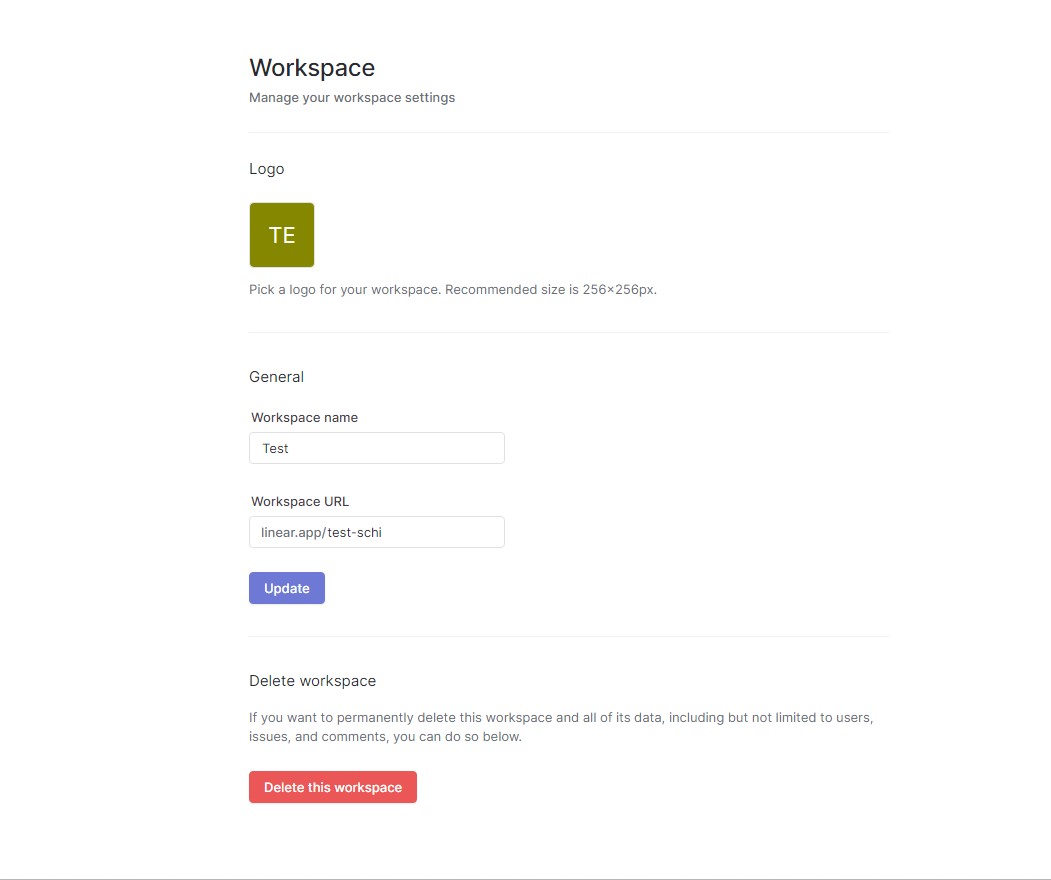 Workspace
Manage your workspace settings
Logo
TE
Pick a logo for your workspace. Recommended size is 256×256px.
General
Workspace name
Test
Workspace URL
linear.app/test-schi
Update
Delete workspace
If you want to permanently delete this workspace and all of its data, including but not limited to users,
issues, and comments, you can do so below.
Delete this workspace